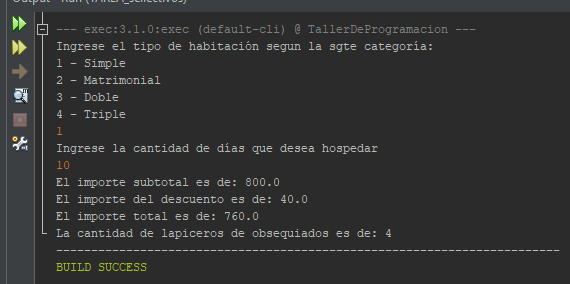 Output - Run (TAREA_selectivos)
--- exec:3.1.0:exec (default-cli) @ TallerDeProgramacion ---
Ingrese el tipo de habitación segun la sgte categoría:
1 - Simple
2 - Matrimonial
3 - Doble
4 - Triple
1
Ingrese la cantidad de días que desea hospedar
10
El importe subtotal es de: 800.0
El importe del descuento es de: 40.0
El importe total es de: 760.0
La cantidad de lapiceros de obsequiados es de: 4
------------------------------------------------------------------------
BUILD SUCCESS